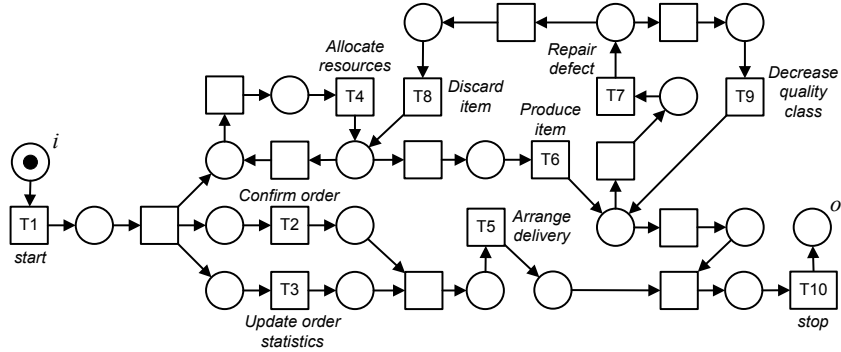 Allocate
resources
Repair
defect
T4
T8
Discard
item
T7
T9
Decrease
quality
class
Produce
item
i
T6
Confirm order
o
T1
start
T2
T5
Arrange
delivery
T3
Update order
statistics
T10
stop